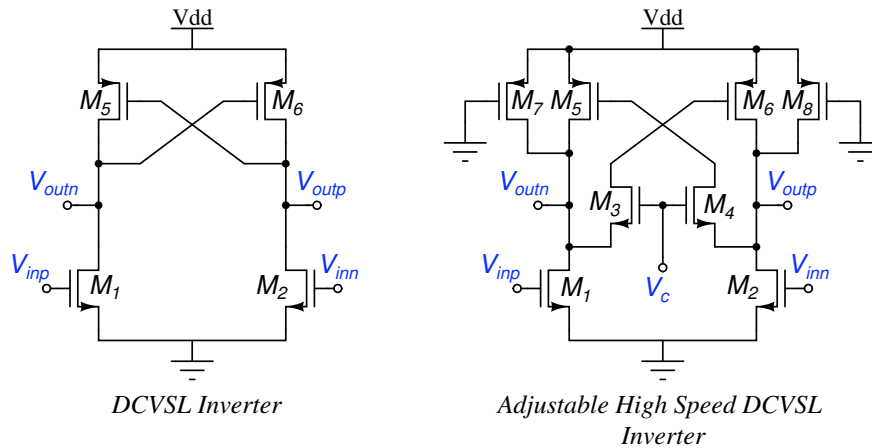 Vdd
M5
M6
Voutn
Voutp
Vinp
M1
M2
Vinn
DCVSL Inverter
Vdd
M7
M5
M6
M8
Voutn
M3
M4
Voutp
Vinp
M1
Vc
M2
Vinn
Adjustable High Speed DCVSL
Inverter